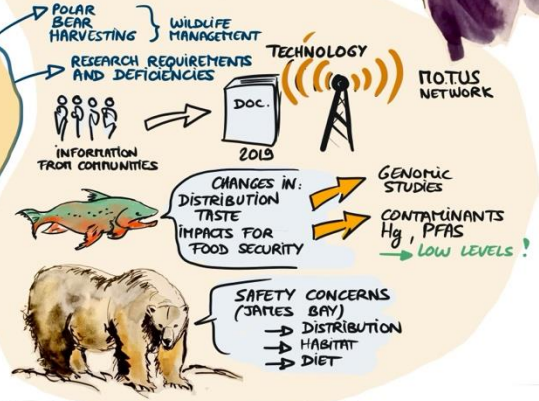 POLAR
BEAR
HARVESTING
WILDLIFE
MANAGEMENT
RESEARCH REQUIREMENTS
AND DEFICIENCIES
INFORMATION
FROM COMMUNITIES
DOC.
2019
TECHNOLOGY
MOTUS
NETWORK
CHANGES IN:
DISTRIBUTION
TASTE
IMPACTS FOR
FOOD SECURITY
GENOMIC
STUDIES
CONTAMINANTS
Hg, PFAS
→ LOW LEVELS!
SAFETY CONCERNS
(JAMES BAY)
→ DISTRIBUTION
→ HABITAT
→ DIET